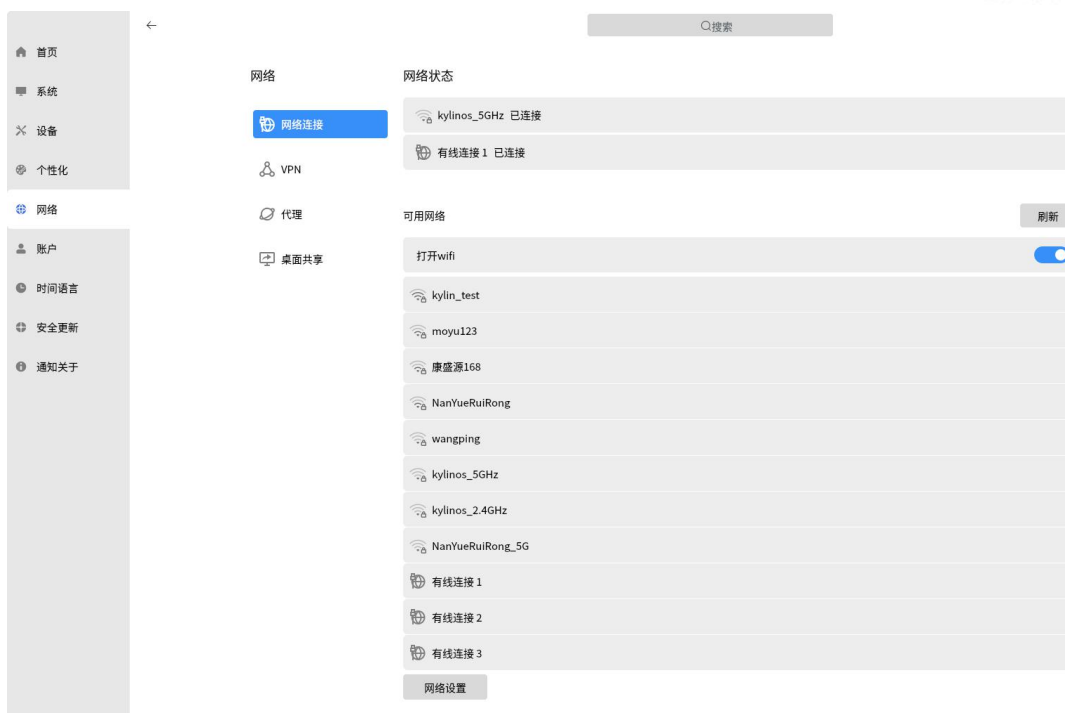 搜索
首页
系统
设备
个性化
网络
账户
时间语言
安全更新
通知关于
网络
网络连接
VPN
代理
桌面共享
网络状态
kylinos_5GHz 已连接
有线连接 1 已连接
可用网络
刷新
打开wifi
kylin_test
moyu123
康盛源168
NanYueRuiRong
wangping
kylinos_5GHz
kylinos_2.4GHz
NanYueRuiRong_5G
有线连接 1
有线连接 2
有线连接 3
网络设置